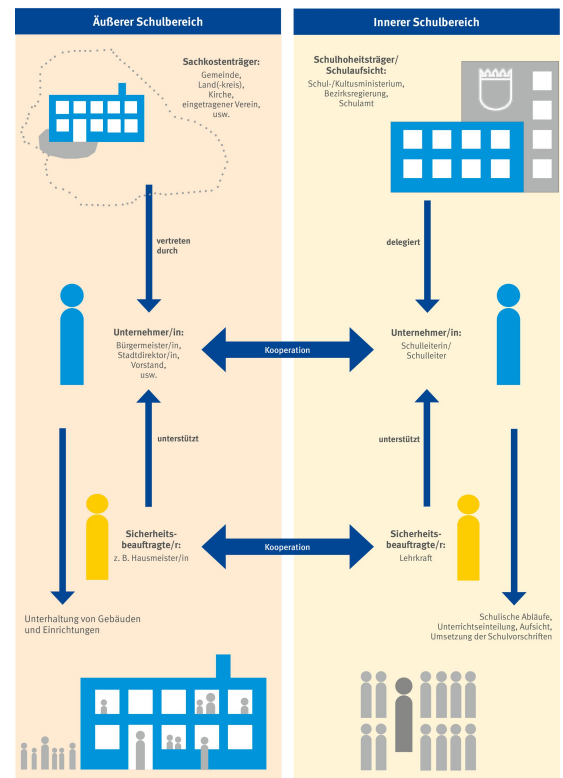 Äußerer Schulbereich
Sachkostenträger:
Gemeinde,
Land(-kreis),
Kirche,
eingetragener Verein,
usw.
vertreten
durch
Unternehmer/in:
Bürgermeister/in,
Stadtdirektor/in,
Vorstand,
usw.
unterstützt
Sicherheits-
beauftragte/r:
z. B. Hausmeister/in
Unterhaltung von Gebäuden
und Einrichtungen
Kooperation
Kooperation
Innerer Schulbereich
Schulhoheitsträger/
Schulaufsicht:
Schul-/Kultusministerium,
Bezirksregierung,
Schulamt
delegiert
Unternehmer/in:
Schulleiterin/
Schulleiter
unterstützt
Sicherheits-
beauftragte/r:
Lehrkraft
Schulische Abläufe,
Unterrichtseinteilung, Aufsicht,
Umsetzung der Schulvorschriften